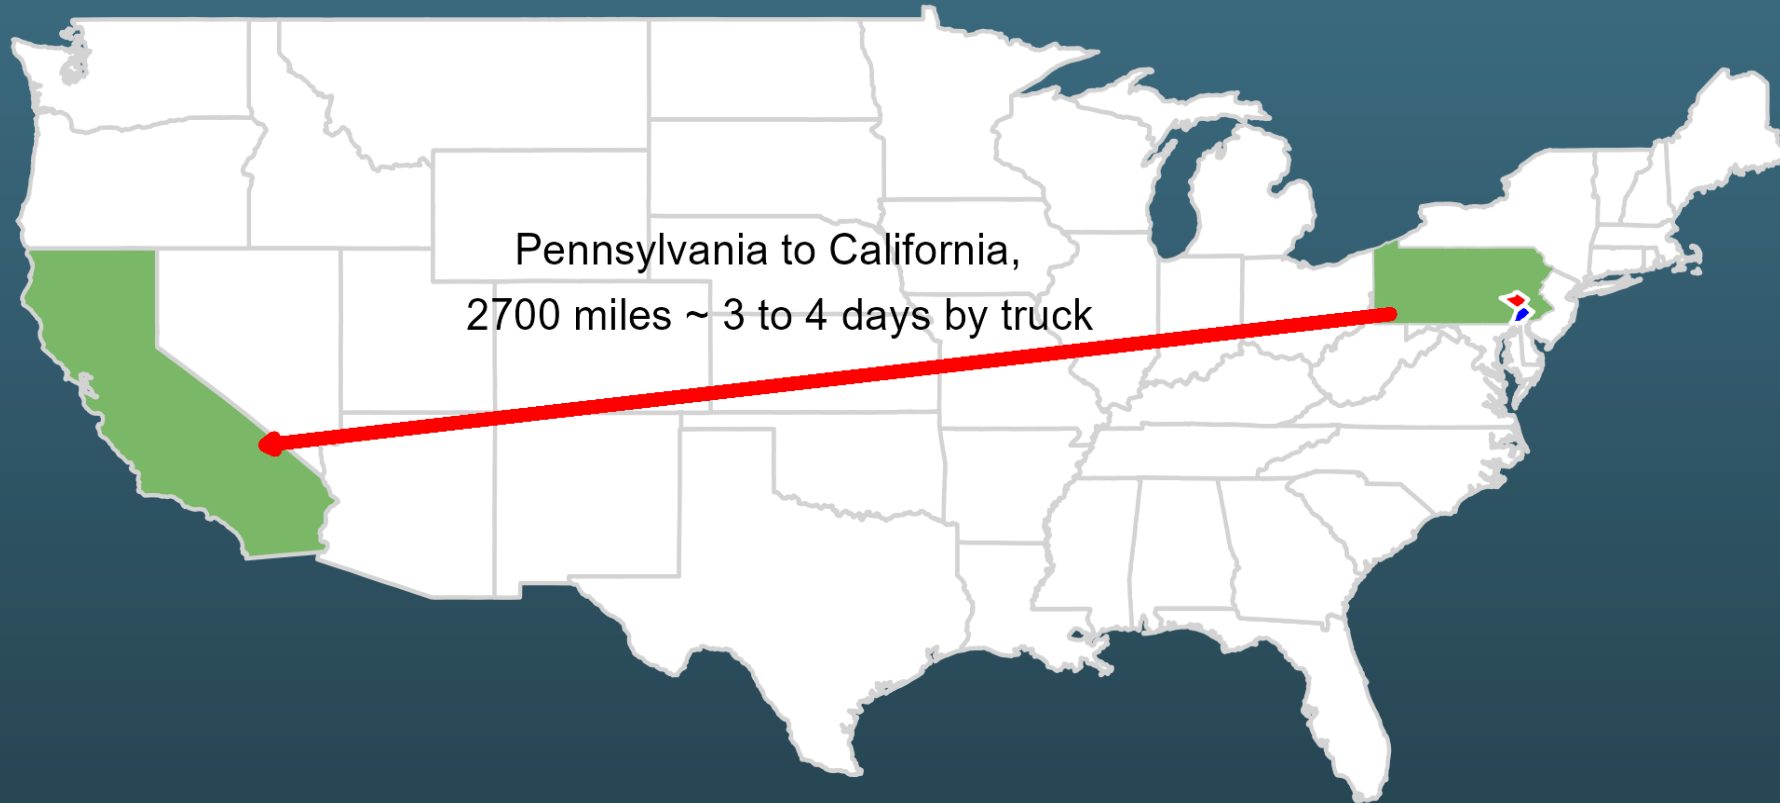 Pennsylvania to California,
2700 miles ~ 3 to 4 days by truck